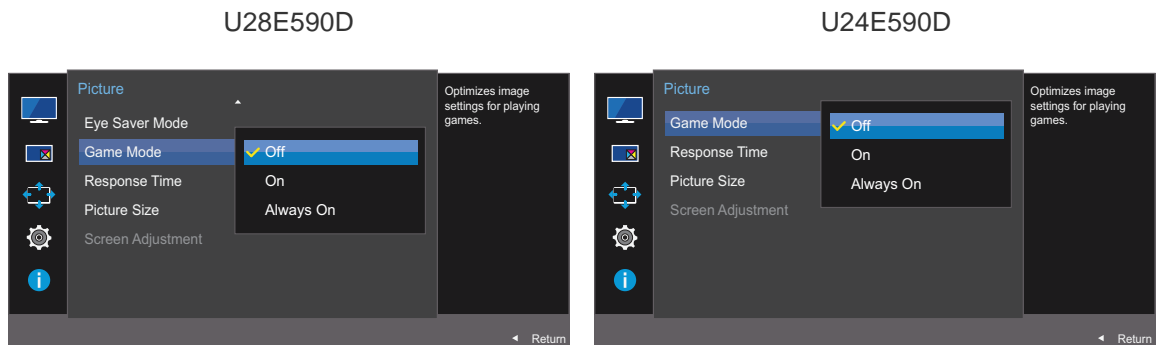 U28E590D
Picture
Eye Saver Mode
Game Mode
Response Time
Picture Size
Screen Adjustment
Off
On
Always On
Optimizes image
settings for playing
games.
Return
U24E590D
Picture
Game Mode
Response Time
Picture Size
Screen Adjustment
Off
On
Always On
Optimizes image
settings for playing
games.
Return